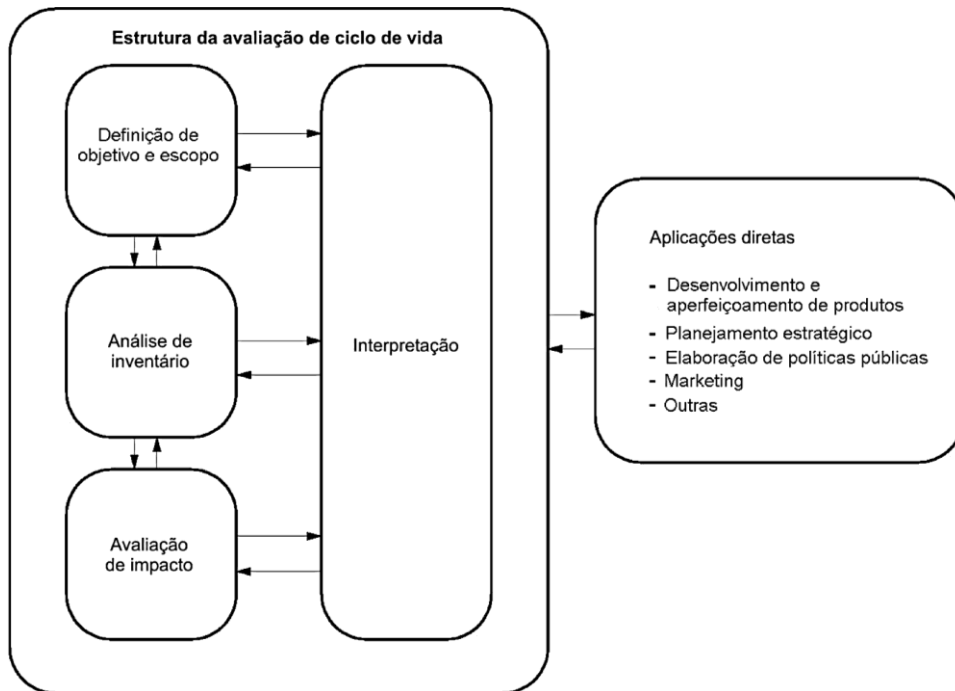 Estrutura da avaliação de ciclo de vida
Definição de
objetivo e escopo
Análise de
inventário
Avaliação
de impacto
Interpretação
Aplicações diretas
- Desenvolvimento e
aperfeiçoamento de produtos
- Planejamento estratégico
- Elaboração de políticas públicas
- Marketing
- Outras